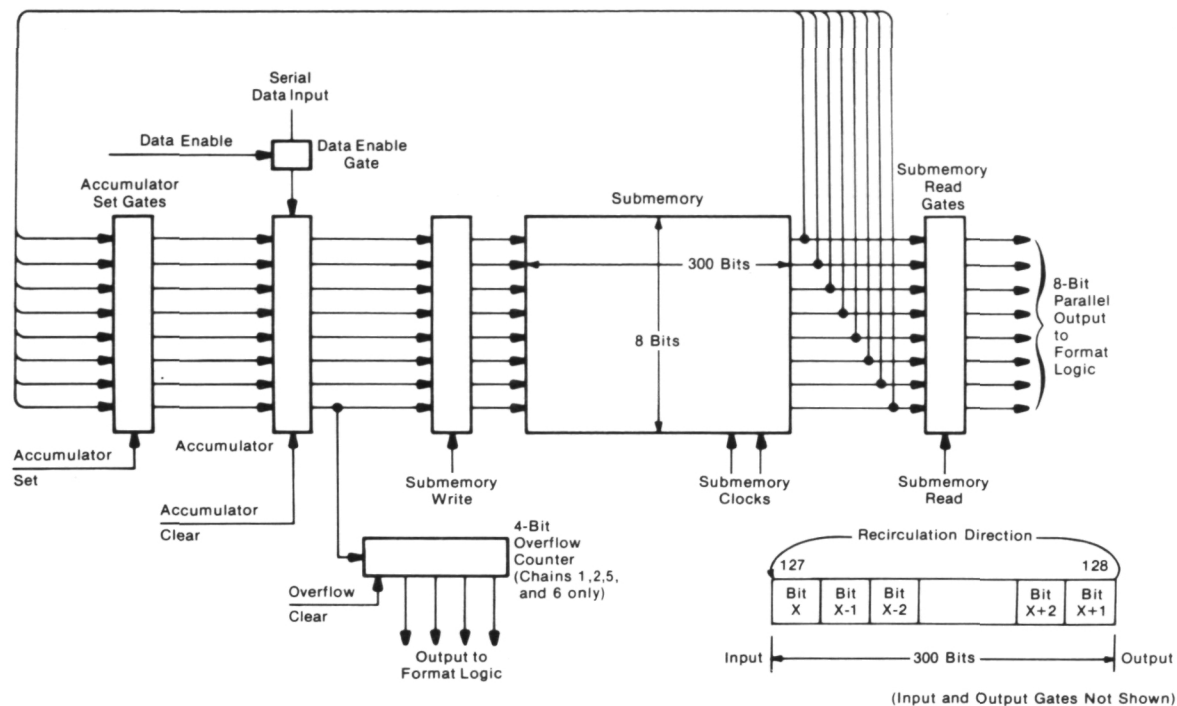 Serial
Data Input
Data Enable
Data Enable
Gate
Accumulator
Set Gates
Submemory
Submemory
Read
Gates
300 Bits
8 Bits
8-Bit
Parallel
Output
to
Format
Logic
Accumulator
Set
Accumulator
Accumulator
Clear
Submemory
Write
Submemory
Clocks
Submemory
Read
4-Bit
Overflow
Counter
(Chains 1,2,5,
and 6 only)
Overflow
Clear
Output to
Format Logic
Recirculation Direction
127
128
Bit
X
Bit
X-1
Bit
X-2
Bit
X+2
Bit
X+1
Input
300 Bits
Output
(Input and Output Gates Not Shown)